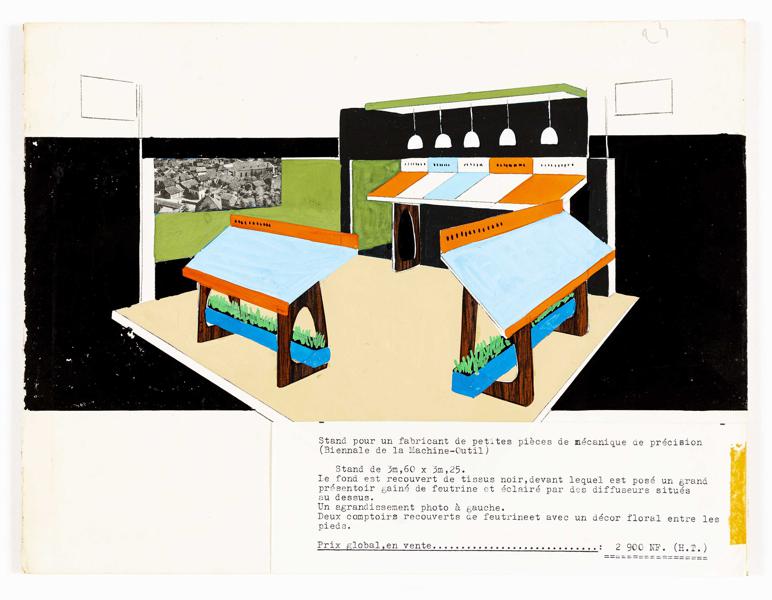 Stand pour un fabricant de petites pièces de mécanique de précision
(Biennale de la Machine-Outil)
Stand de 3m,60 x 3m,25.
Le fond est recouvert de tissus noir,devant lequel est posé un grand
présentoir gainé de feutrine et éclairé par des diffuseurs situés
au dessus.
Un agrandissement photo à gauche.
Deux comptoirs recouverts de feutrineet avec un décor floral entre les
pieds.
Prix global,en vente............................: 2 900 NF. (H.T.)